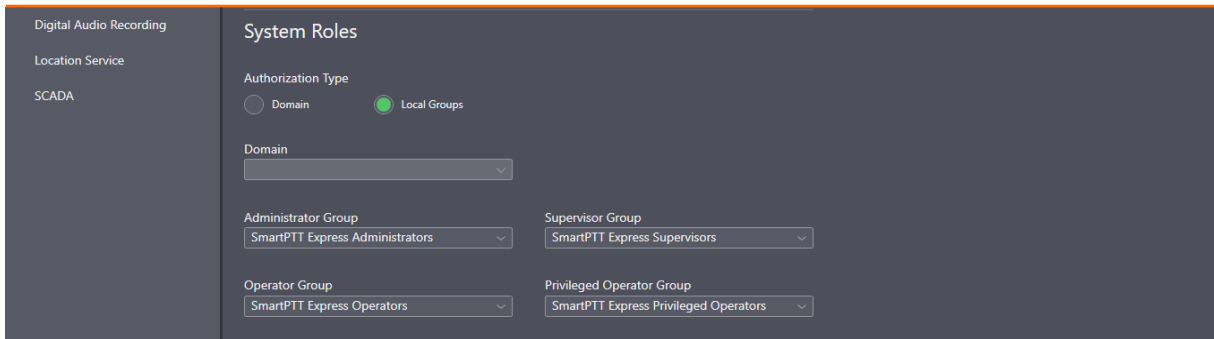 Digital Audio Recording
Location Service
SCADA
System Roles
Authorization Type
Domain
Local Groups
Domain
Administrator Group
Supervisor Group
SmartPTT Express Administrators
SmartPTT Express Supervisors
Operator Group
Privileged Operator Group
SmartPTT Express Operators
SmartPTT Express Privileged Operators